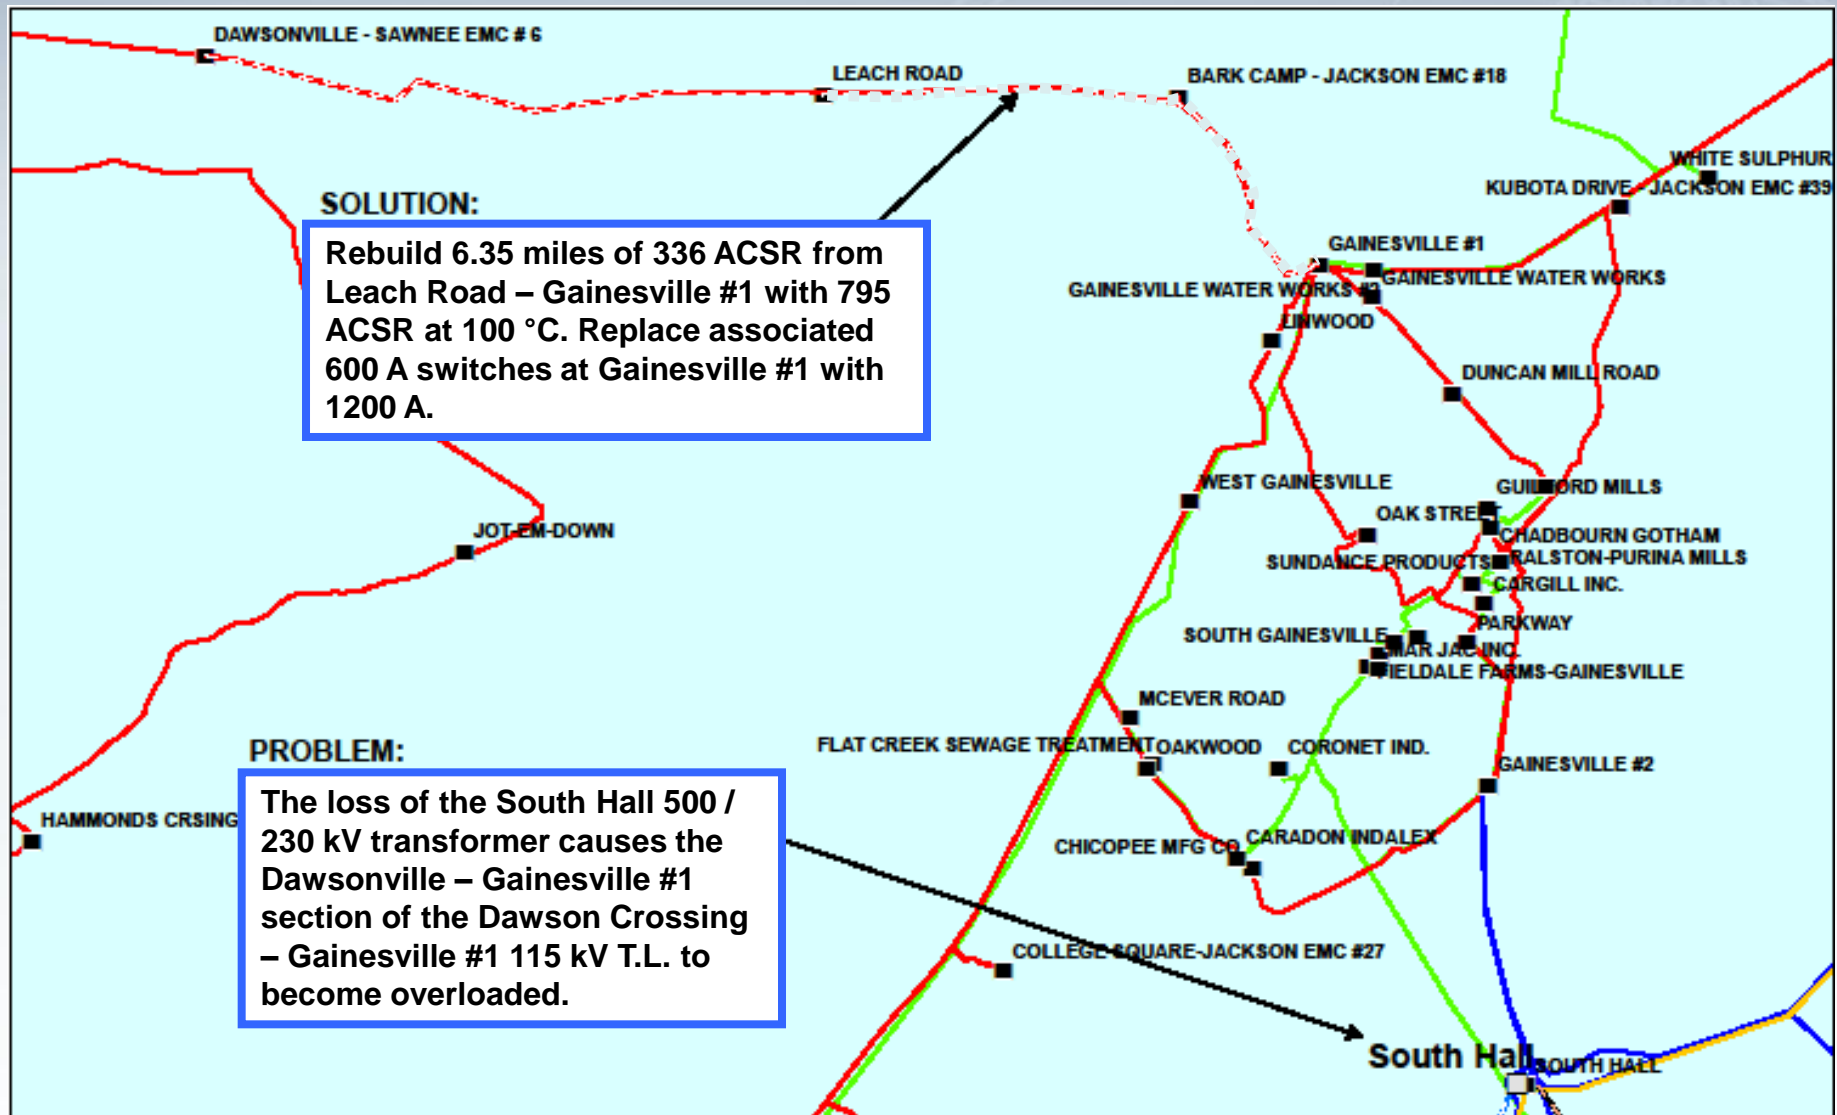 DAWSONVILLE - SAWNEE EMC # 6
LEACH ROAD
BARK CAMP - JACKSON EMC #18
WHITE SULPHUR
KUBOTA DRIVE - JACKSON EMC #39
SOLUTION:
Rebuild 6.35 miles of 336 ACSR from
Leach Road – Gainesville #1 with 795
ACSR at 100 °C. Replace associated
600 A switches at Gainesville #1 with
1200 A.
GAINESVILLE #1
GAINESVILLE WATER WORKS
GAINESVILLE WATER WORKS #2
LINWOOD
DUNCAN MILL ROAD
WEST GAINESVILLE
GUILFORD MILLS
OAK STREET
JOT-EM-DOWN
CHADBOURN GOTHAM
SUNDANCE PRODUCTS
RALSTON-PURINA MILLS
CARGILL INC.
PARKWAY
SOUTH GAINESVILLE
MAR JAC INC.
FIELDALE FARMS-GAINESVILLE
MCEVER ROAD
FLAT CREEK SEWAGE TREATMENT
OAKWOOD
CORONET IND.
GAINESVILLE #2
PROBLEM:
The loss of the South Hall 500 /
230 kV transformer causes the
Dawsonville – Gainesville #1
section of the Dawson Crossing
– Gainesville #1 115 kV T.L. to
become overloaded.
HAMMONDS CRSING
CHICOPEE MFG CO
CARADON INDALEX
COLLEGE SQUARE-JACKSON EMC #27
South Hall
SOUTH HALL